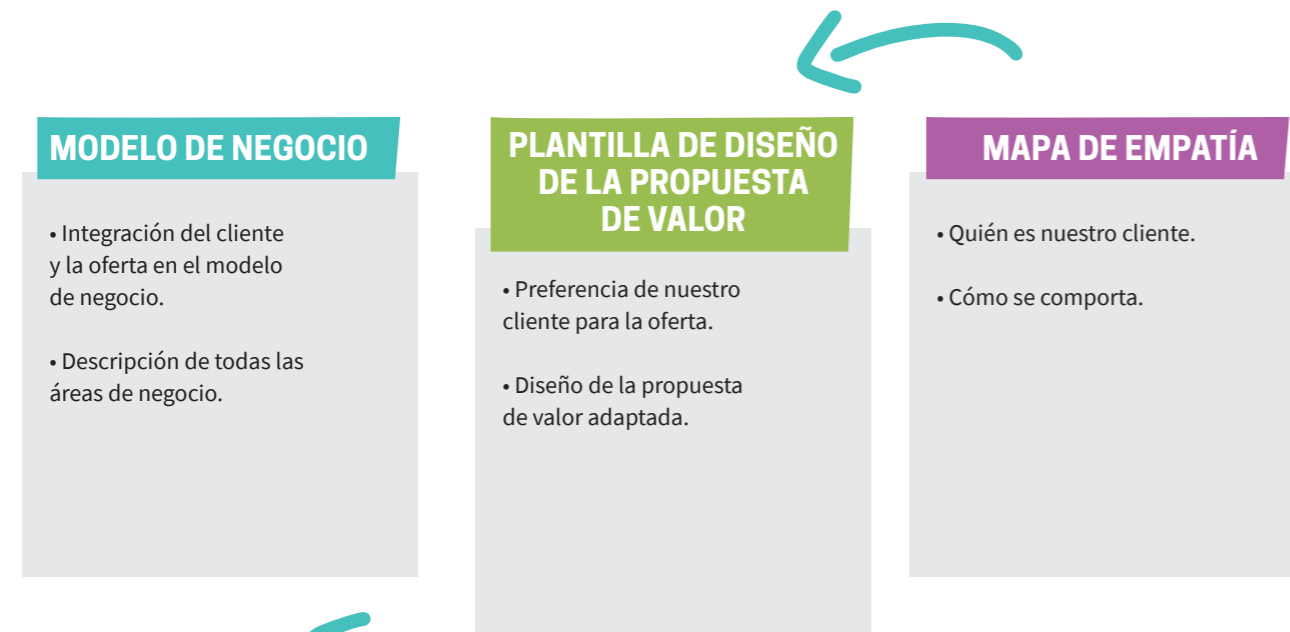 MODELO DE NEGOCIO
• Integración del cliente
y la oferta en el modelo
de negocio.
• Descripción de todas las
áreas de negocio.
PLANTILLA DE DISEÑO
DE LA PROPUESTA
DE VALOR
• Preferencia de nuestro
cliente para la oferta.
• Diseño de la propuesta
de valor adaptada.
MAPA DE EMPATÍA
• Quién es nuestro cliente.
• Cómo se comporta.